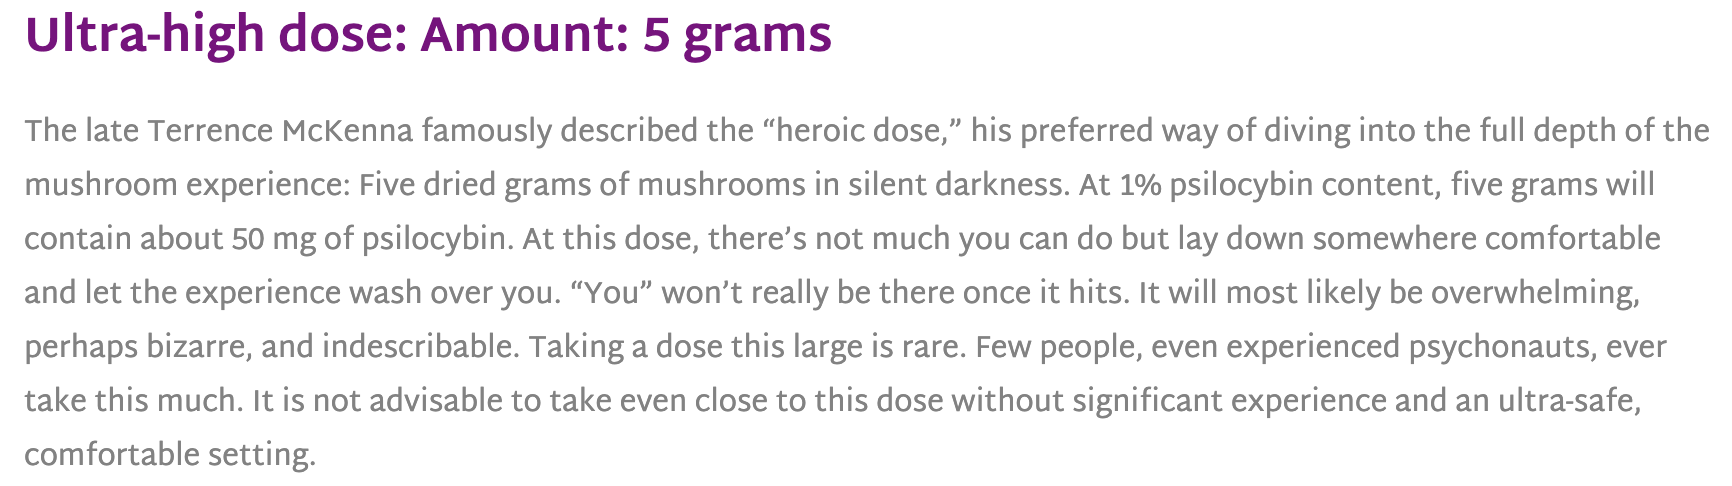 Ultra-high dose: Amount: 5 grams
The late Terrence McKenna famously described the “heroic dose,” his preferred way of diving into the full depth of the
mushroom experience: Five dried grams of mushrooms in silent darkness. At 1% psilocybin content, five grams will
contain about 50 mg of psilocybin. At this dose, there’s not much you can do but lay down somewhere comfortable
and let the experience wash over you. “You” won’t really be there once it hits. It will most likely be overwhelming,
perhaps bizarre, and indescribable. Taking a dose this large is rare. Few people, even experienced psychonauts, ever
take this much. It is not advisable to take even close to this dose without significant experience and an ultra-safe,
comfortable setting.